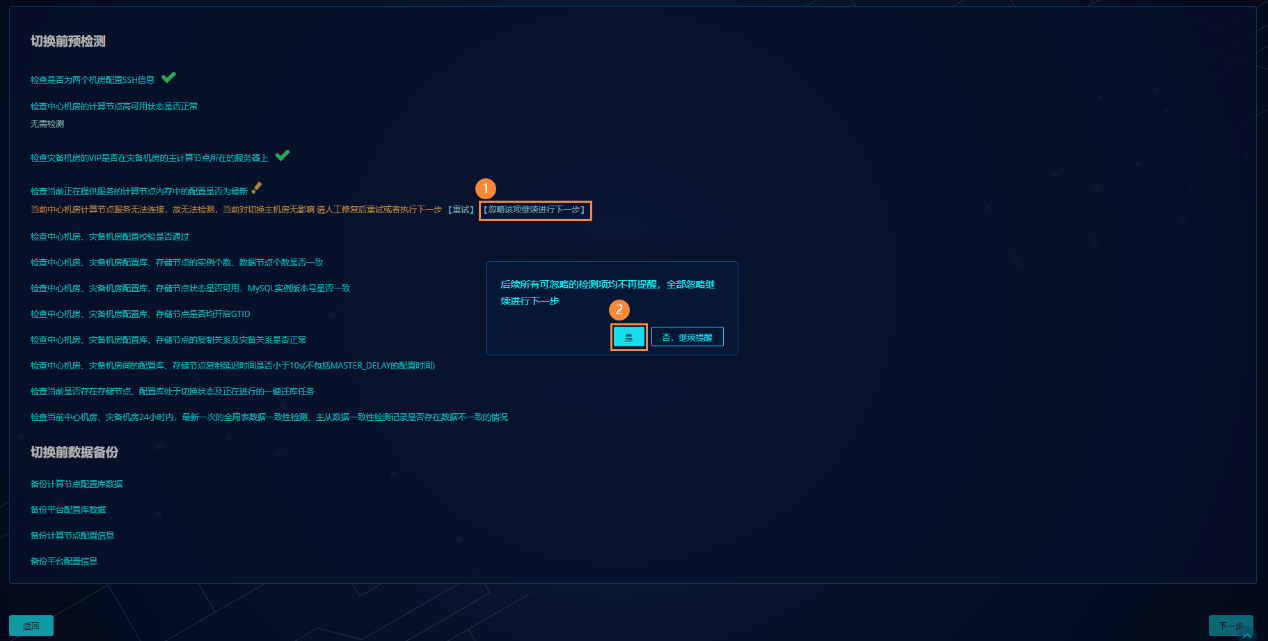 切换前预检测
检查是否为两个机房配置SSH信息
检查中心机房的计算节点高可用状态是否正常
无需检测
检查灾备机房的VIP是否在灾备机房的主计算节点所在的服务器上
检查当前正在提供服务的计算节点内存中的配置是否为最新
1
当前中心机房计算节点服务无法连接，故无法检测，当前对切换主机房无影响 请人工修复后重试或者执行下一步 【重试】 【忽略该项继续进行下一步】
检查中心机房、灾备机房配置校验是否通过
检查中心机房、灾备机房配置库、存储节点的实例个数、数据节点个数是否一致
后续所有可忽略的检测项均不再提醒，全部忽略继
续进行下一步
检查中心机房、灾备机房配置库、存储节点状态是否可用，MySQL实例版本号是否一致
2
检查中心机房、灾备机房配置库、存储节点是否均开启GTID
是 否，继续提醒
检查中心机房、灾备机房配置库、存储节点的复制关系及灾备关系是否正常
检查中心机房、灾备机房间的配置库、存储节点复制延迟时间是否小于10s(不包括MASTER_DELAY的配置时间)
检查当前是否存在存储节点、配置库处于切换状态及正在进行的一键迁库任务
检查当前中心机房、灾备机房24小时内，最新一次的全局表数据一致性检测、主从数据一致性检测记录是否存在数据不一致的情况
切换前数据备份
备份计算节点配置库数据
备份平台配置库数据
备份计算节点配置信息
备份平台配置信息
返回 下一步